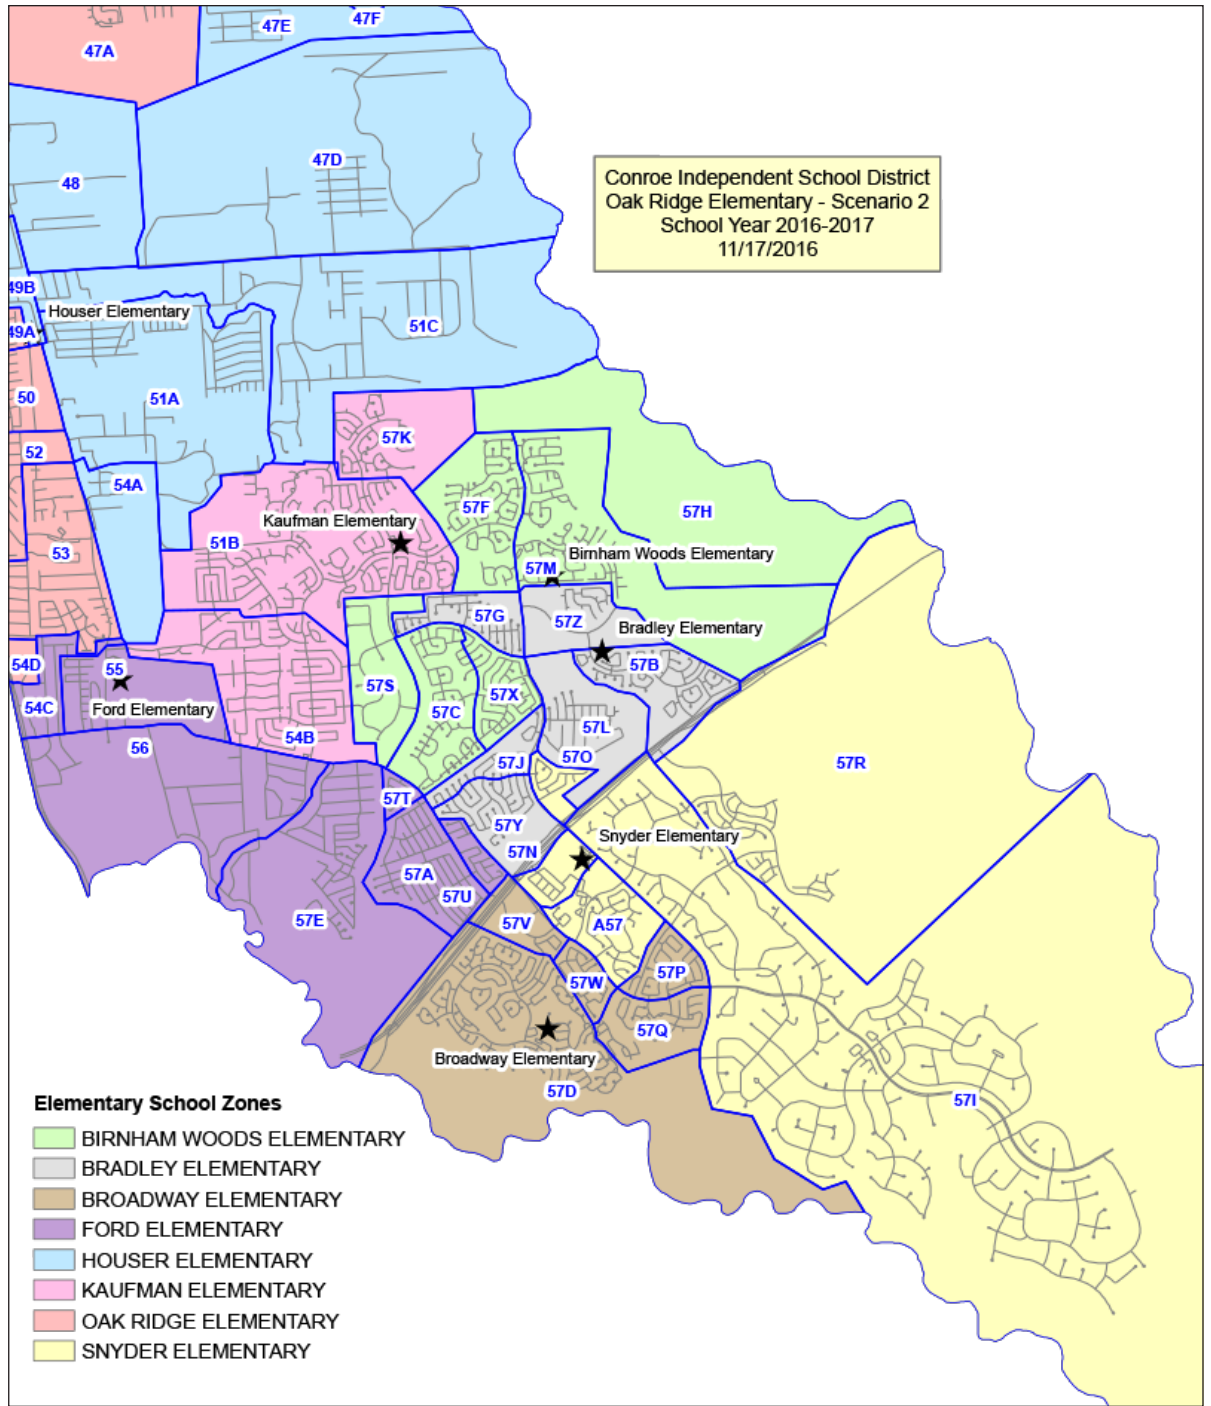 47A
47E
47F
47D
48
Conroe Independent School District
Oak Ridge Elementary - Scenario 2
School Year 2016-2017
11/17/2016
49B
Houser Elementary
49A
51C
50
51A
57K
52
54A
57F
57H
Kaufman Elementary
51B
53
Birnham Woods Elementary
57M
57G
57Z
Bradley Elementary
54D
55
57S
57X
57B
54C
Ford Elementary
57C
57L
54B
56
57J
57O
57R
57T
57Y
Snyder Elementary
57N
57A
57U
57E
57V
A57
57W
57P
57Q
Broadway Elementary
57D
57I
Elementary School Zones
BIRNHAM WOODS ELEMENTARY
BRADLEY ELEMENTARY
BROADWAY ELEMENTARY
FORD ELEMENTARY
HOUSER ELEMENTARY
KAUFMAN ELEMENTARY
OAK RIDGE ELEMENTARY
SNYDER ELEMENTARY